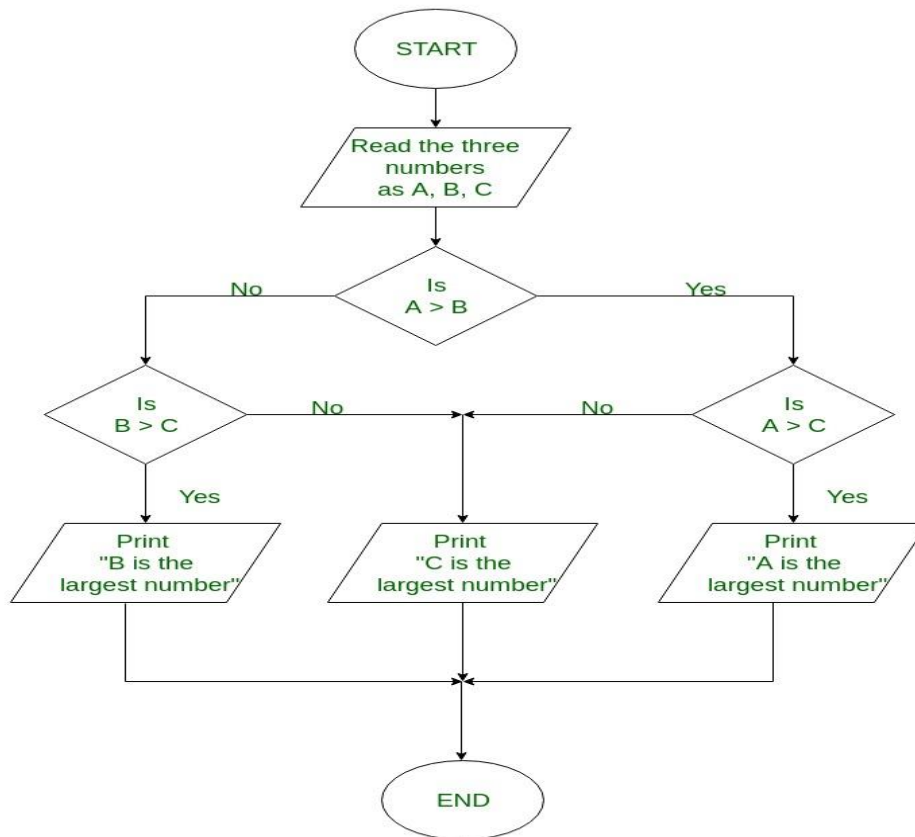 START
Read the three
numbers
as A, B, C
Is
A > B
No
Yes
Is
B > C
No
No
Is
A > C
Yes
Yes
Print
"B is the
largest number"
Print
"C is the
largest number"
Print
"A is the
largest number"
END